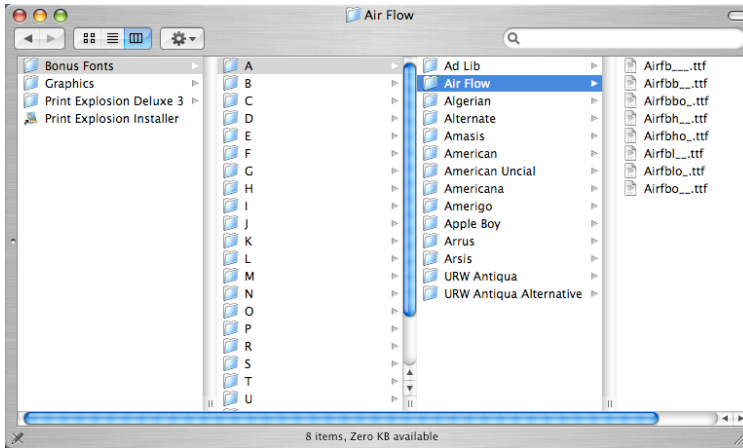 Air Flow
Bonus Fonts
Graphics
Print Explosion Deluxe 3
Print Explosion Installer
A
B
C
D
E
F
G
H
I
J
K
L
M
N
O
P
R
S
T
U
Ad Lib
Air Flow
Algerian
Alternate
Amasis
American
American Uncial
Americana
Amerigo
Apple Boy
Arrus
Arsis
URW Antiqua
URW Antiqua Alternative
Airfb___.ttf
Airfbb__.ttf
Airfbbo_.ttf
Airfbh__.ttf
Airfbho_.ttf
Airfbl__.ttf
Airfblo_.ttf
Airfbo__.ttf
8 items, Zero KB available